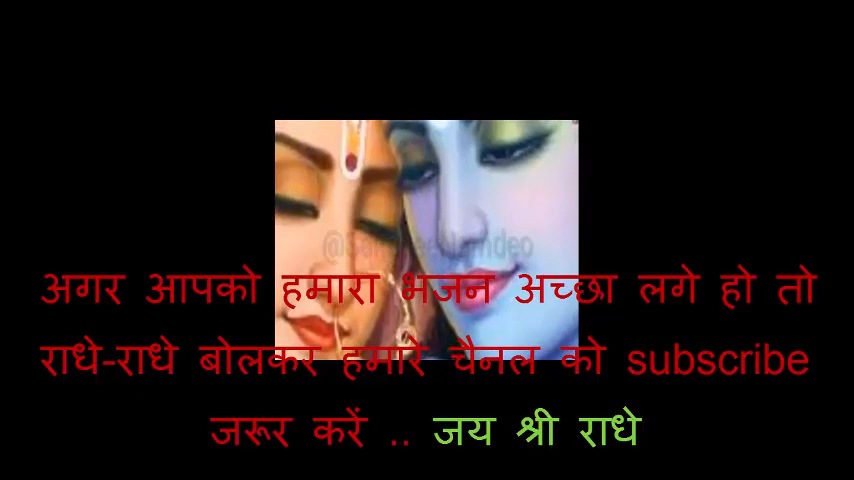 अगर आपको हमारा भजन अच्छा लगे हो तो
राधे-राधे बोलकर हमारे चैनल को subscribe
जरूर करें .. जय श्री राधे